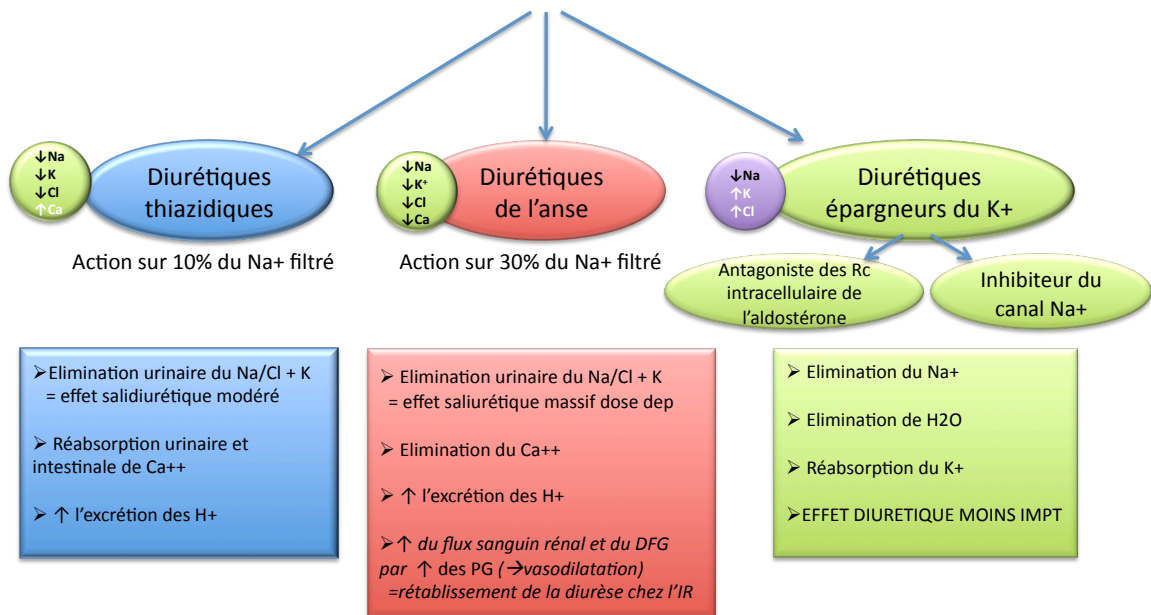 ↓Na
↓K
↓Cl
↑Ca
Diurétiques
thiazidiques
Action sur 10% du Na+ filtré
↓Na
↓K⁺
↓Cl
↓Ca
Diurétiques
de l’anse
Action sur 30% du Na+ filtré
↓Na
↑K
↑Cl
Diurétiques
épargneurs du K+
Antagoniste des Rc
intracellulaire de
l’aldostérone
Inhibiteur du
canal Na+
➢Elimination urinaire du Na/Cl + K
= effet salidiurétique modéré
➢ Réabsorption urinaire et
intestinale de Ca++
➢ ↑ l’excrétion des H+
➢ Elimination urinaire du Na/Cl + K
= effet saliurétique massif dose dep
➢ Elimination du Ca++
➢ ↑ l’excrétion des H+
➢↑ du flux sanguin rénal et du DFG
par ↑ des PG (→vasodilatation)
=rétablissement de la diurèse chez l’IR
➢ Elimination du Na+
➢ Elimination de H2O
➢ Réabsorption du K+
➢EFFET DIURETIQUE MOINS IMPT